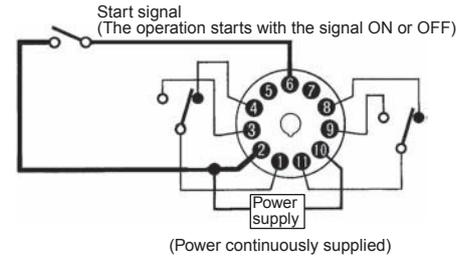 Start signal
(The operation starts with the signal ON or OFF)
6
5 7
4 8
3 9
2 10
1 11
Power
supply
(Power continuously supplied)